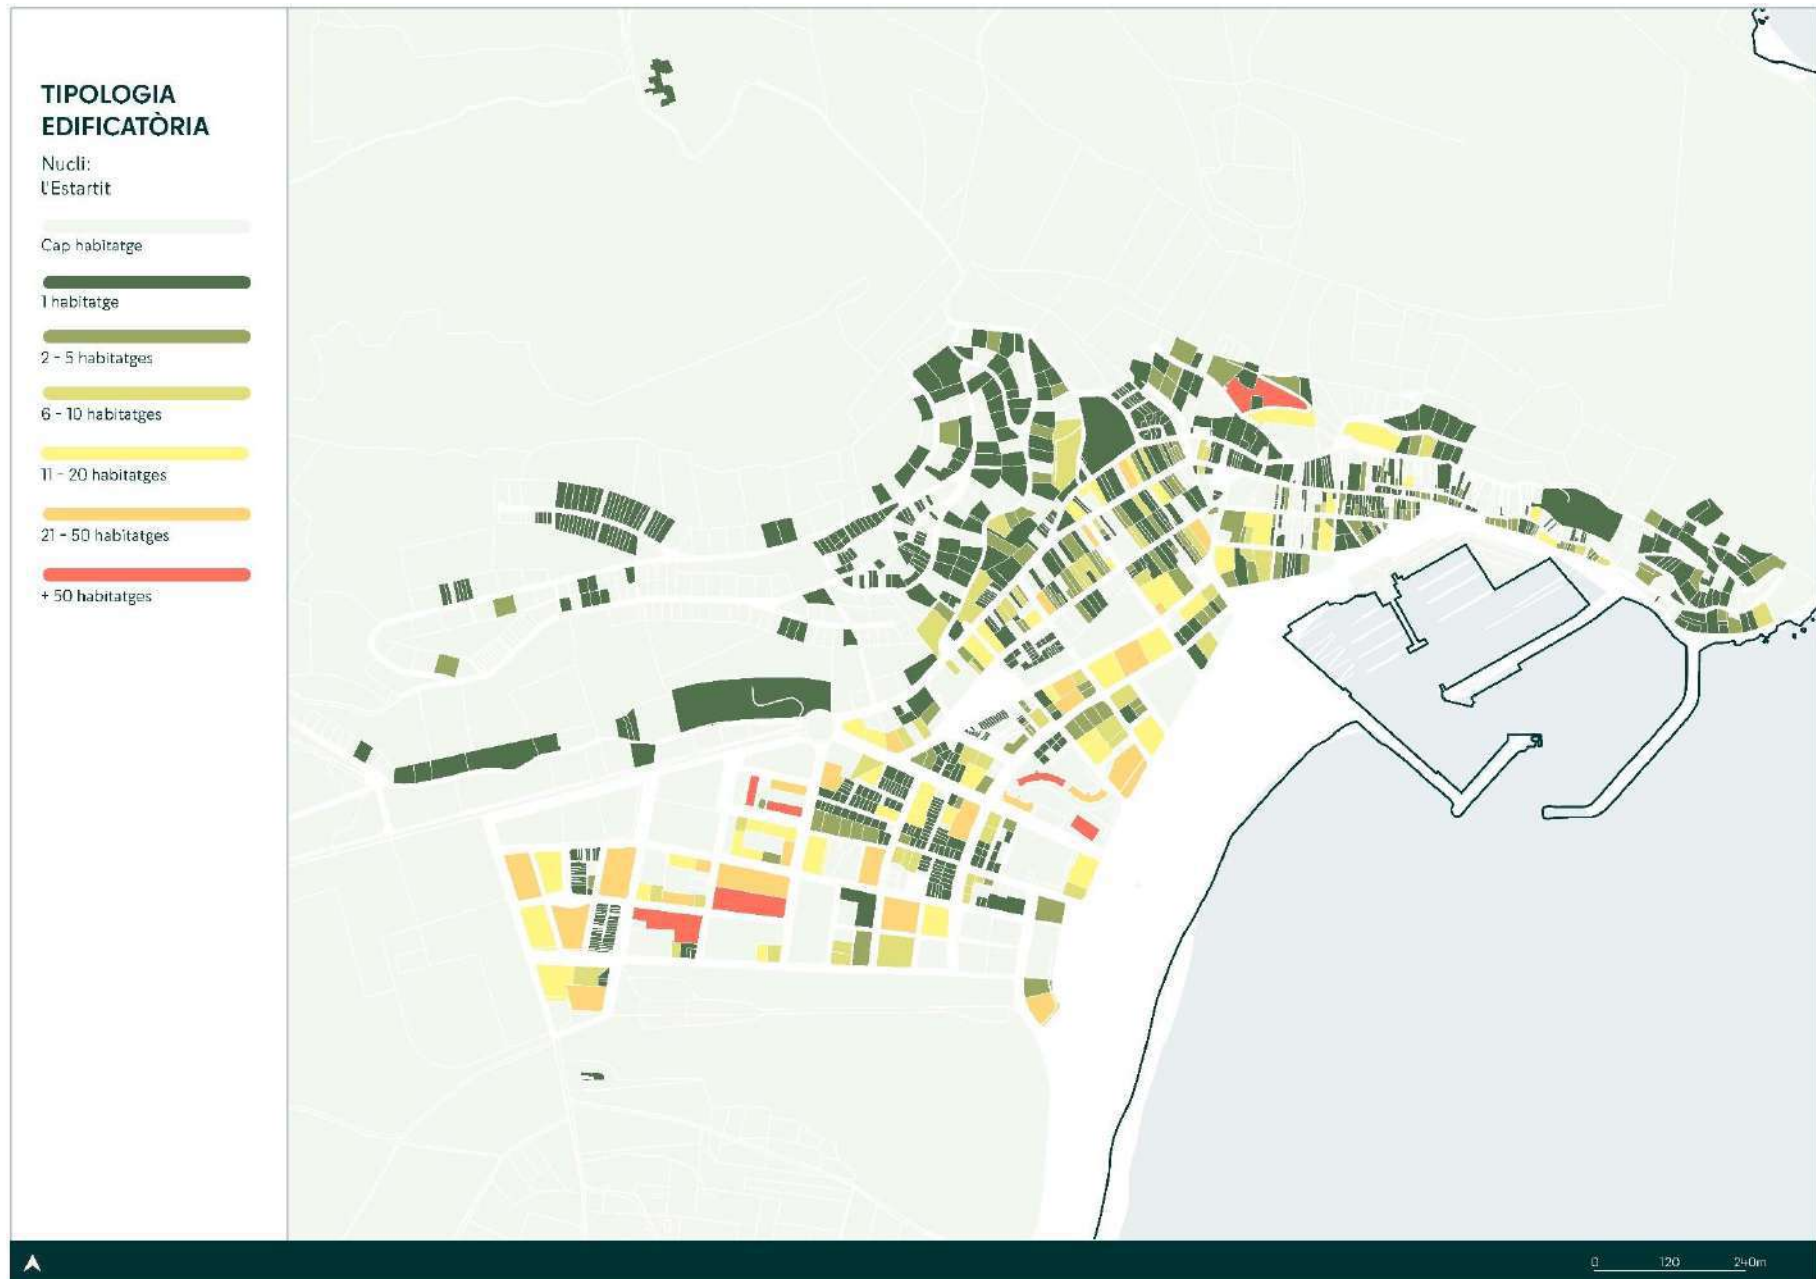 TIPOLOGIA
EDIFICATÒRIA
Nucli:
l'Estartit
Cap habitatge
1 habitatge
2 - 5 habitatges
6 - 10 habitatges
11 - 20 habitatges
21 - 50 habitatges
+ 50 habitatges
0 120 240m